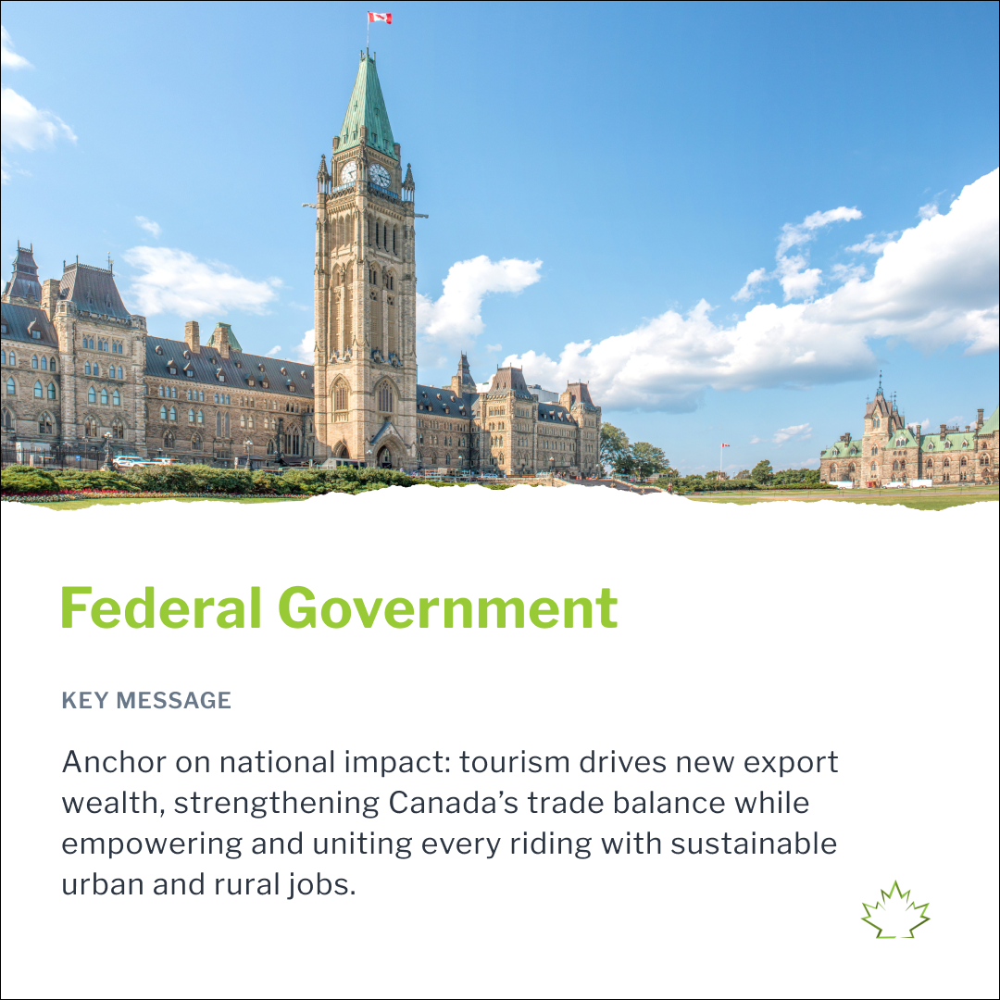 Federal Government
KEY MESSAGE
Anchor on national impact: tourism drives new export
wealth, strengthening Canada’s trade balance while
empowering and uniting every riding with sustainable
urban and rural jobs.